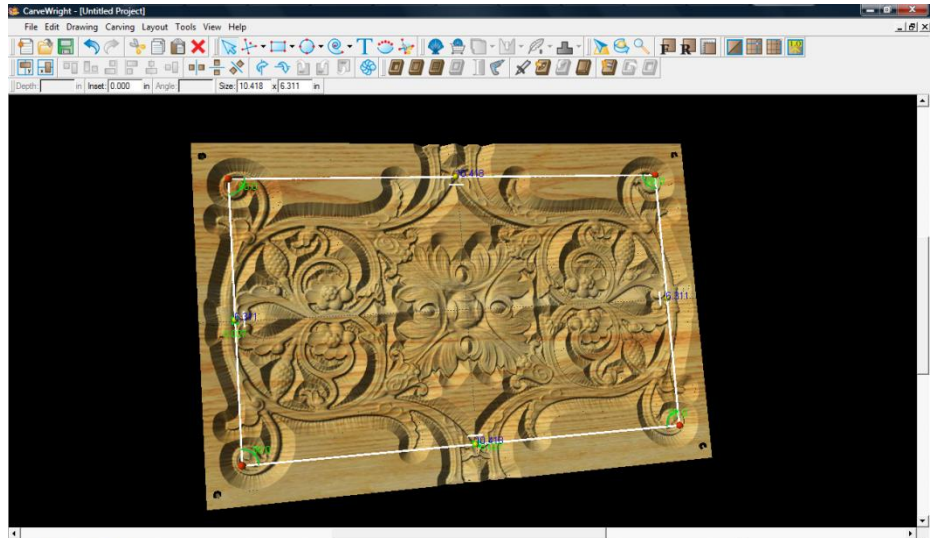 CarveWright - [Untitled Project]
File Edit Drawing Carving Layout Tools View Help
Depth: in Inset: 0.000 in Angle: Size: 10.418 x 6.311 in
10.418
6.311
6.311
10.418